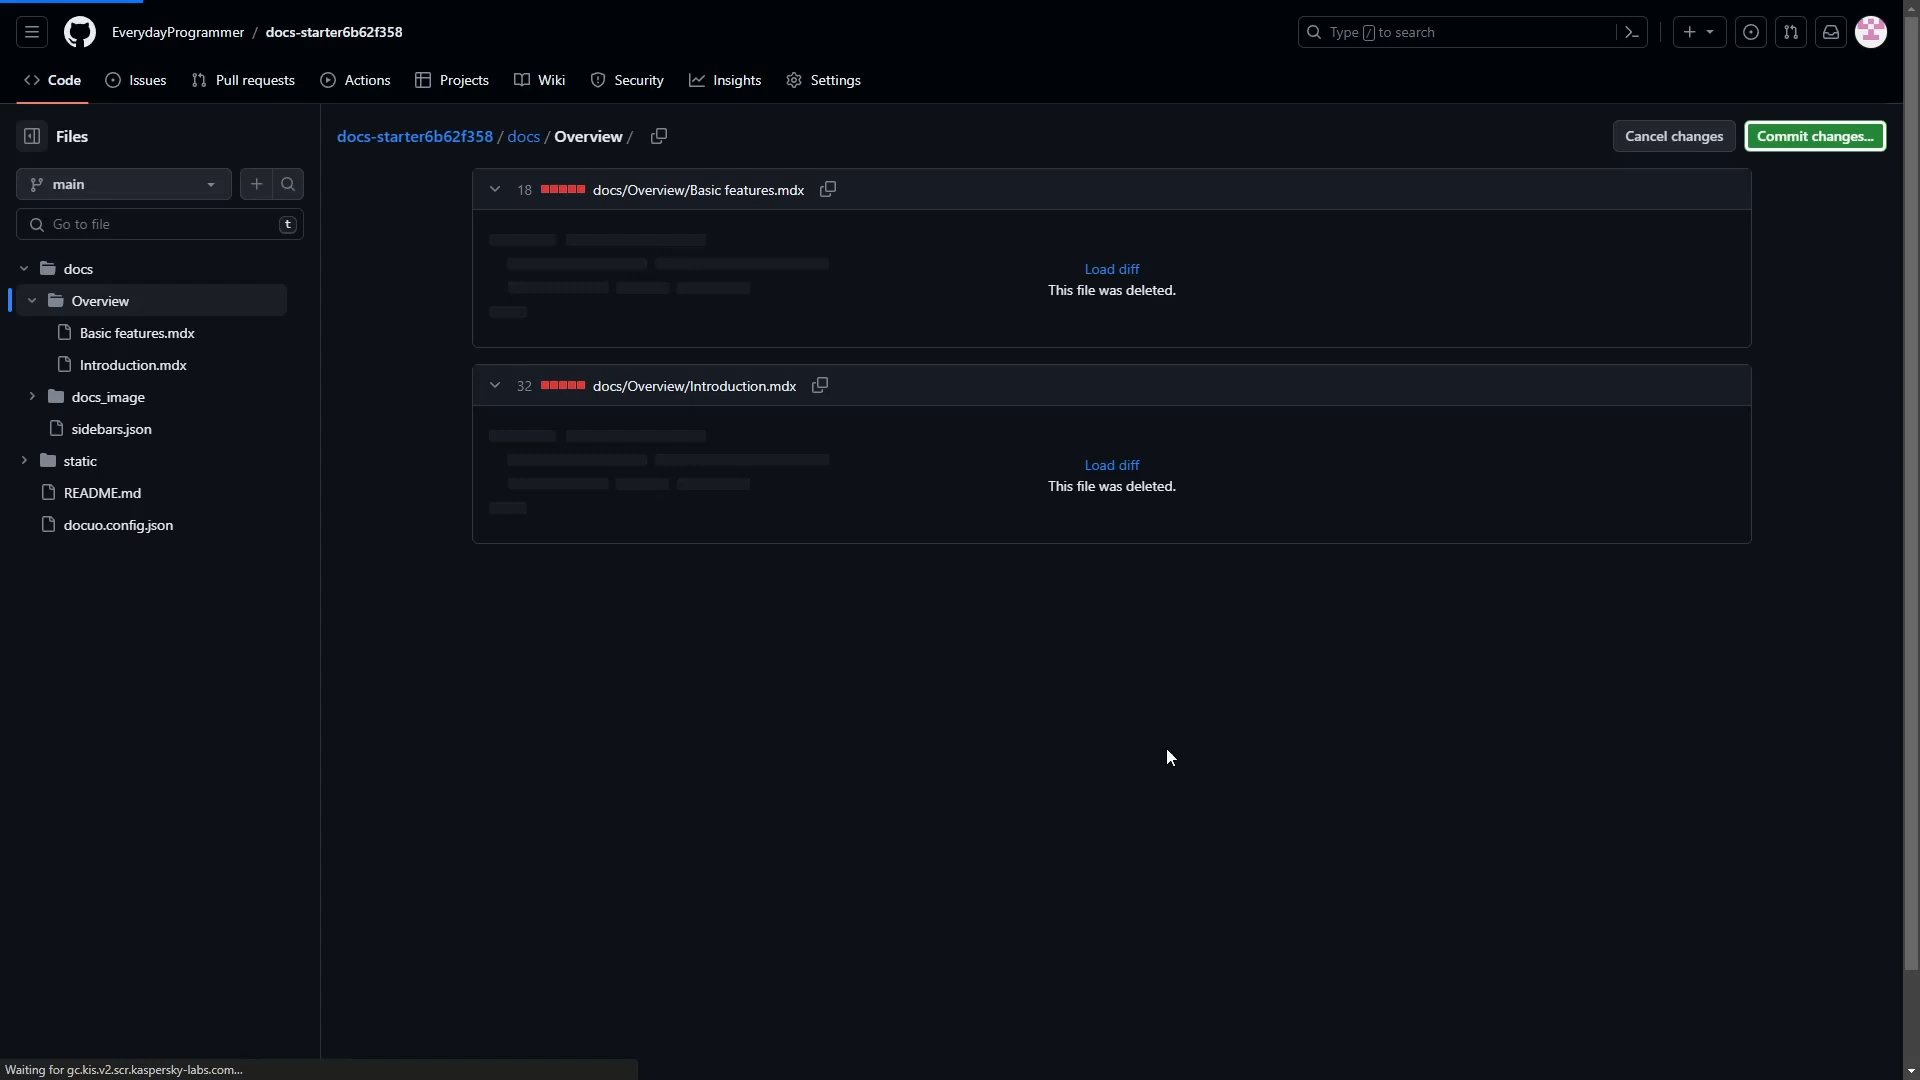 EverydayProgrammer / docs-starter6b62f358
Type / to search
Code
Issues
Pull requests
Actions
Projects
Wiki
Security
Insights
Settings
Files
main
Go to file
t
docs
Overview
Basic features.mdx
Introduction.mdx
docs_image
sidebars.json
static
README.md
docuo.config.json
docs-starter6b62f358 / docs / Overview /
Cancel changes
Commit changes...
18 docs/Overview/Basic features.mdx
Load diff
This file was deleted.
32 docs/Overview/Introduction.mdx
Load diff
This file was deleted.
Waiting for gc.kis.v2.scr.kaspersky-labs.com...